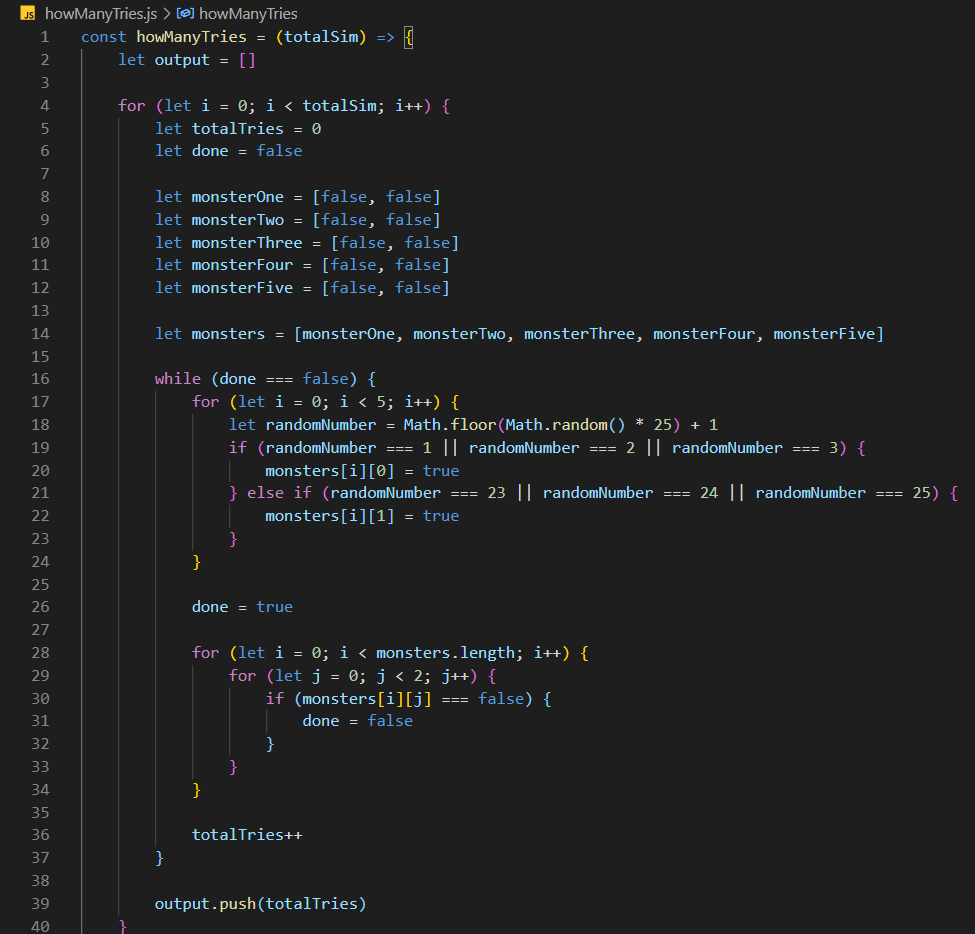 JS howManyTries.js > howManyTries
1 const howManyTries = (totalSim) => {
2     let output = []
3
4     for (let i = 0; i < totalSim; i++) {
5         let totalTries = 0
6         let done = false
7
8         let monsterOne = [false, false]
9         let monsterTwo = [false, false]
10         let monsterThree = [false, false]
11         let monsterFour = [false, false]
12         let monsterFive = [false, false]
13
14         let monsters = [monsterOne, monsterTwo, monsterThree, monsterFour, monsterFive]
15
16         while (done === false) {
17             for (let i = 0; i < 5; i++) {
18                 let randomNumber = Math.floor(Math.random() * 25) + 1
19                 if (randomNumber === 1 || randomNumber === 2 || randomNumber === 3) {
20                     monsters[i][0] = true
21                 } else if (randomNumber === 23 || randomNumber === 24 || randomNumber === 25) {
22                     monsters[i][1] = true
23                 }
24             }
25
26             done = true
27
28             for (let i = 0; i < monsters.length; i++) {
29                 for (let j = 0; j < 2; j++) {
30                     if (monsters[i][j] === false) {
31                         done = false
32                     }
33                 }
34             }
35
36             totalTries++
37         }
38
39         output.push(totalTries)
40     }